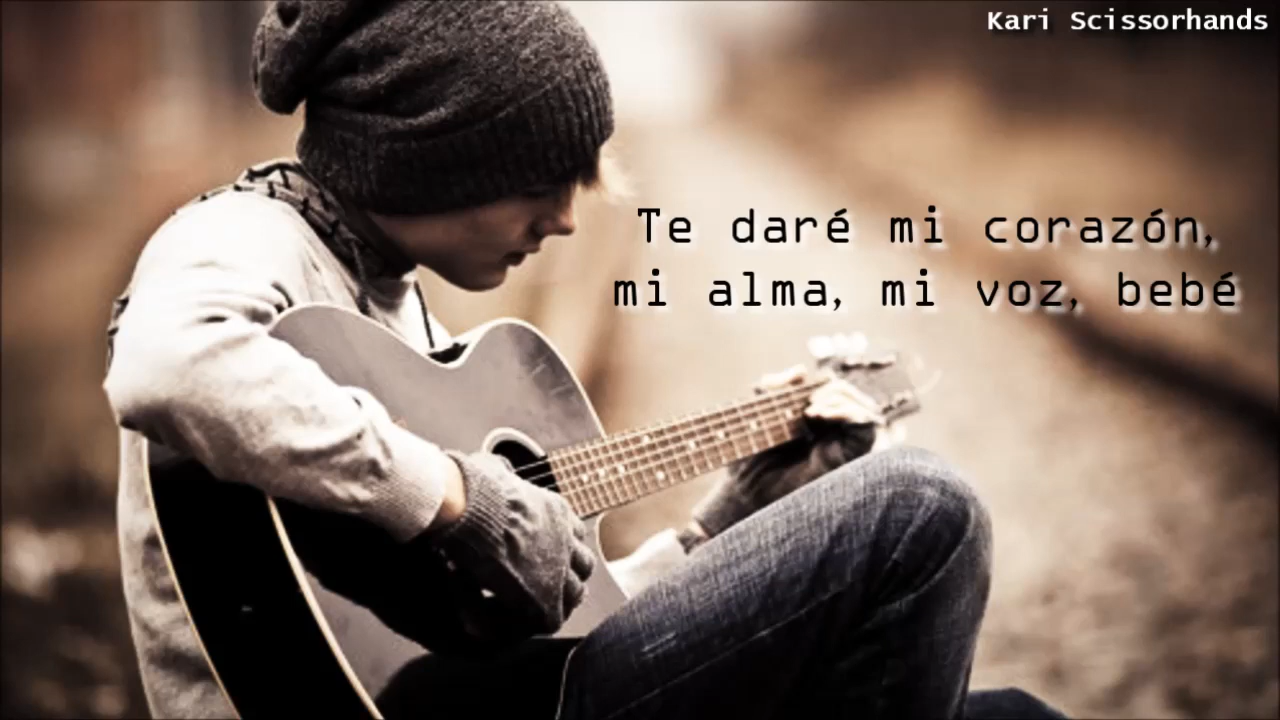 Kari Scissorhands
Te daré mi corazón,
mi alma, mi voz, bebé